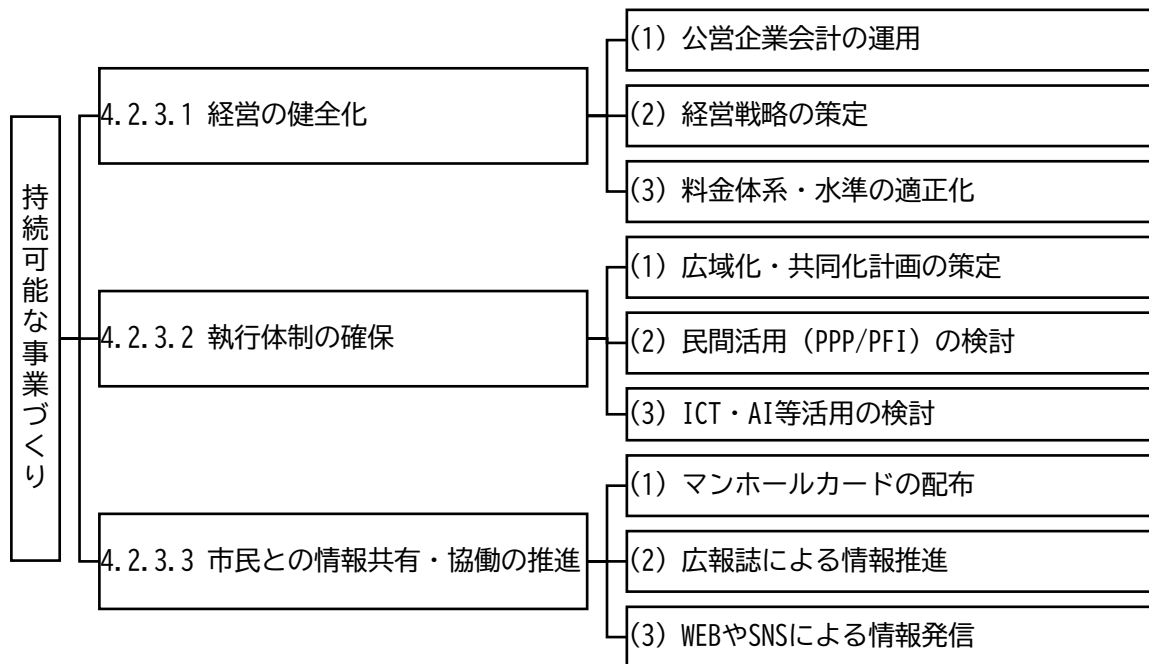 持続可能な事業づくり
4.2.3.1 経営の健全化
(1) 公営企業会計の運用
(2) 経営戦略の策定
(3) 料金体系・水準の適正化
4.2.3.2 執行体制の確保
(1) 広域化・共同化計画の策定
(2) 民間活用（PPP/PFI）の検討
(3) ICT・AI等活用の検討
4.2.3.3 市民との情報共有・協働の推進
(1) マンホールカードの配布
(2) 広報誌による情報推進
(3) WEBやSNSによる情報発信